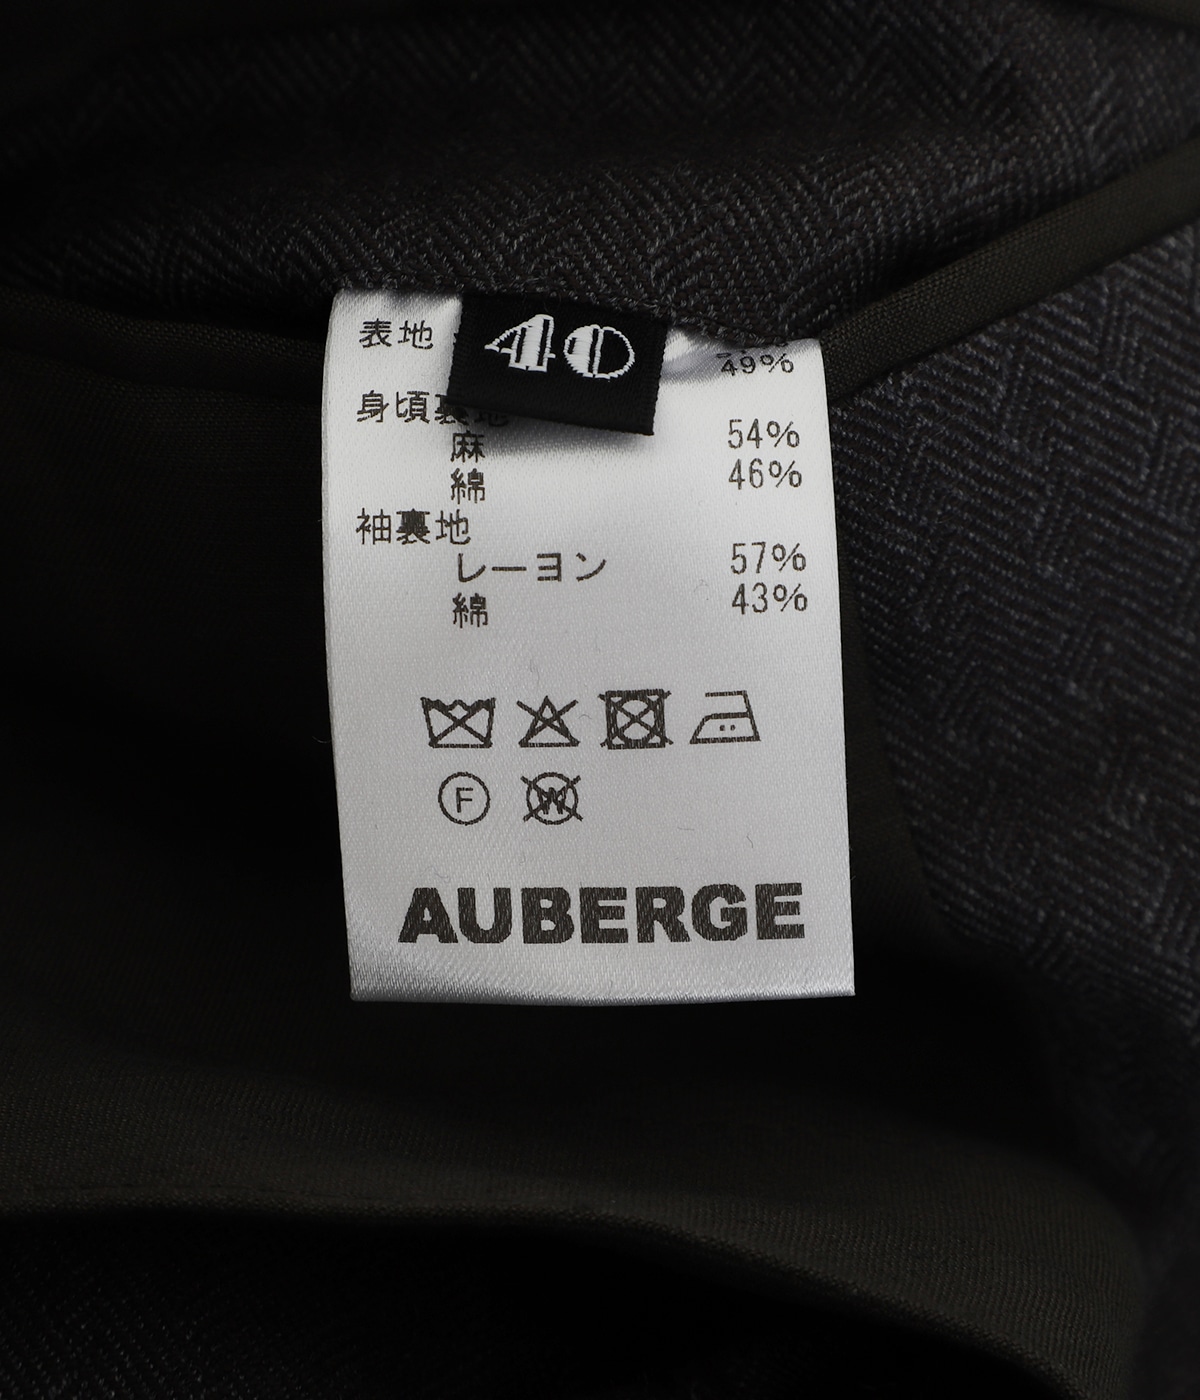 40
表地
49%
身頃裏地
麻 54%
綿 46%
袖裏地
レーヨン 57%
綿 43%
F
W
AUBERGE